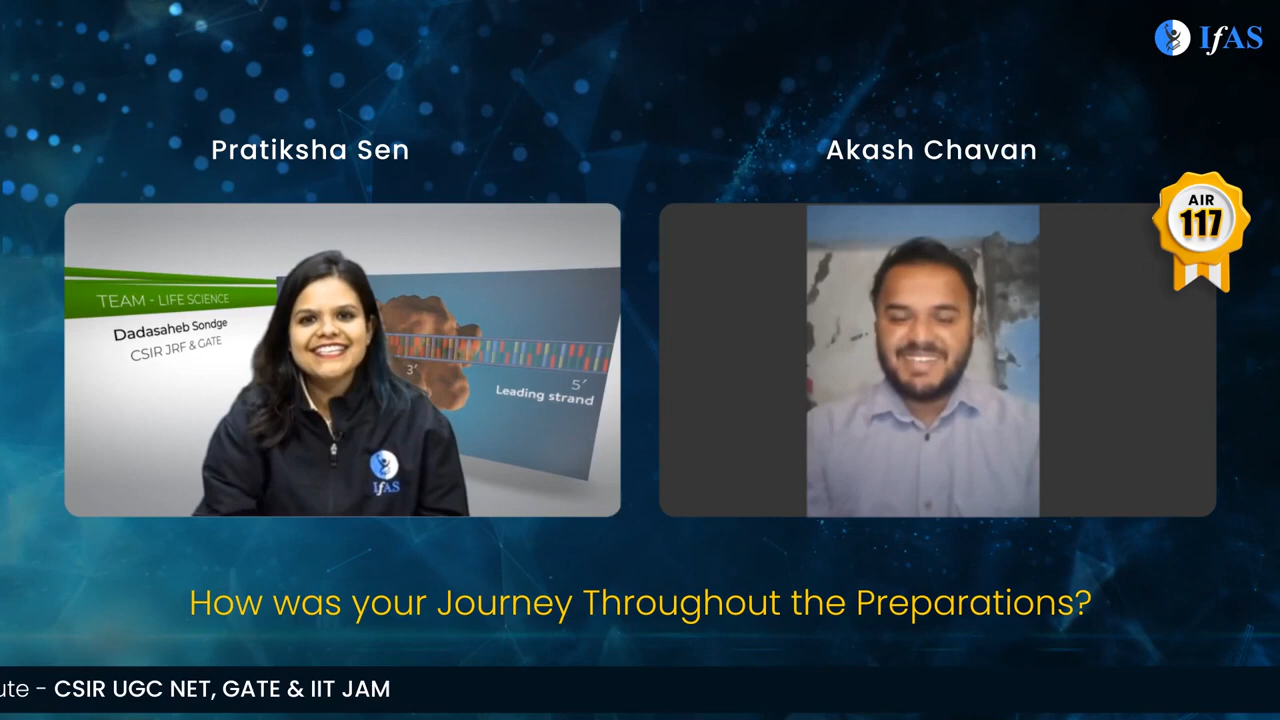 IfAS
Pratiksha Sen
Akash Chavan
AIR
117
TEAM - LIFE SCIENCE
Dadasaheb Sondge
CSIR JRF & GATE
3′
5′
Leading strand
IfAS
How was your Journey Throughout the Preparations?
ute - CSIR UGC NET, GATE & IIT JAM